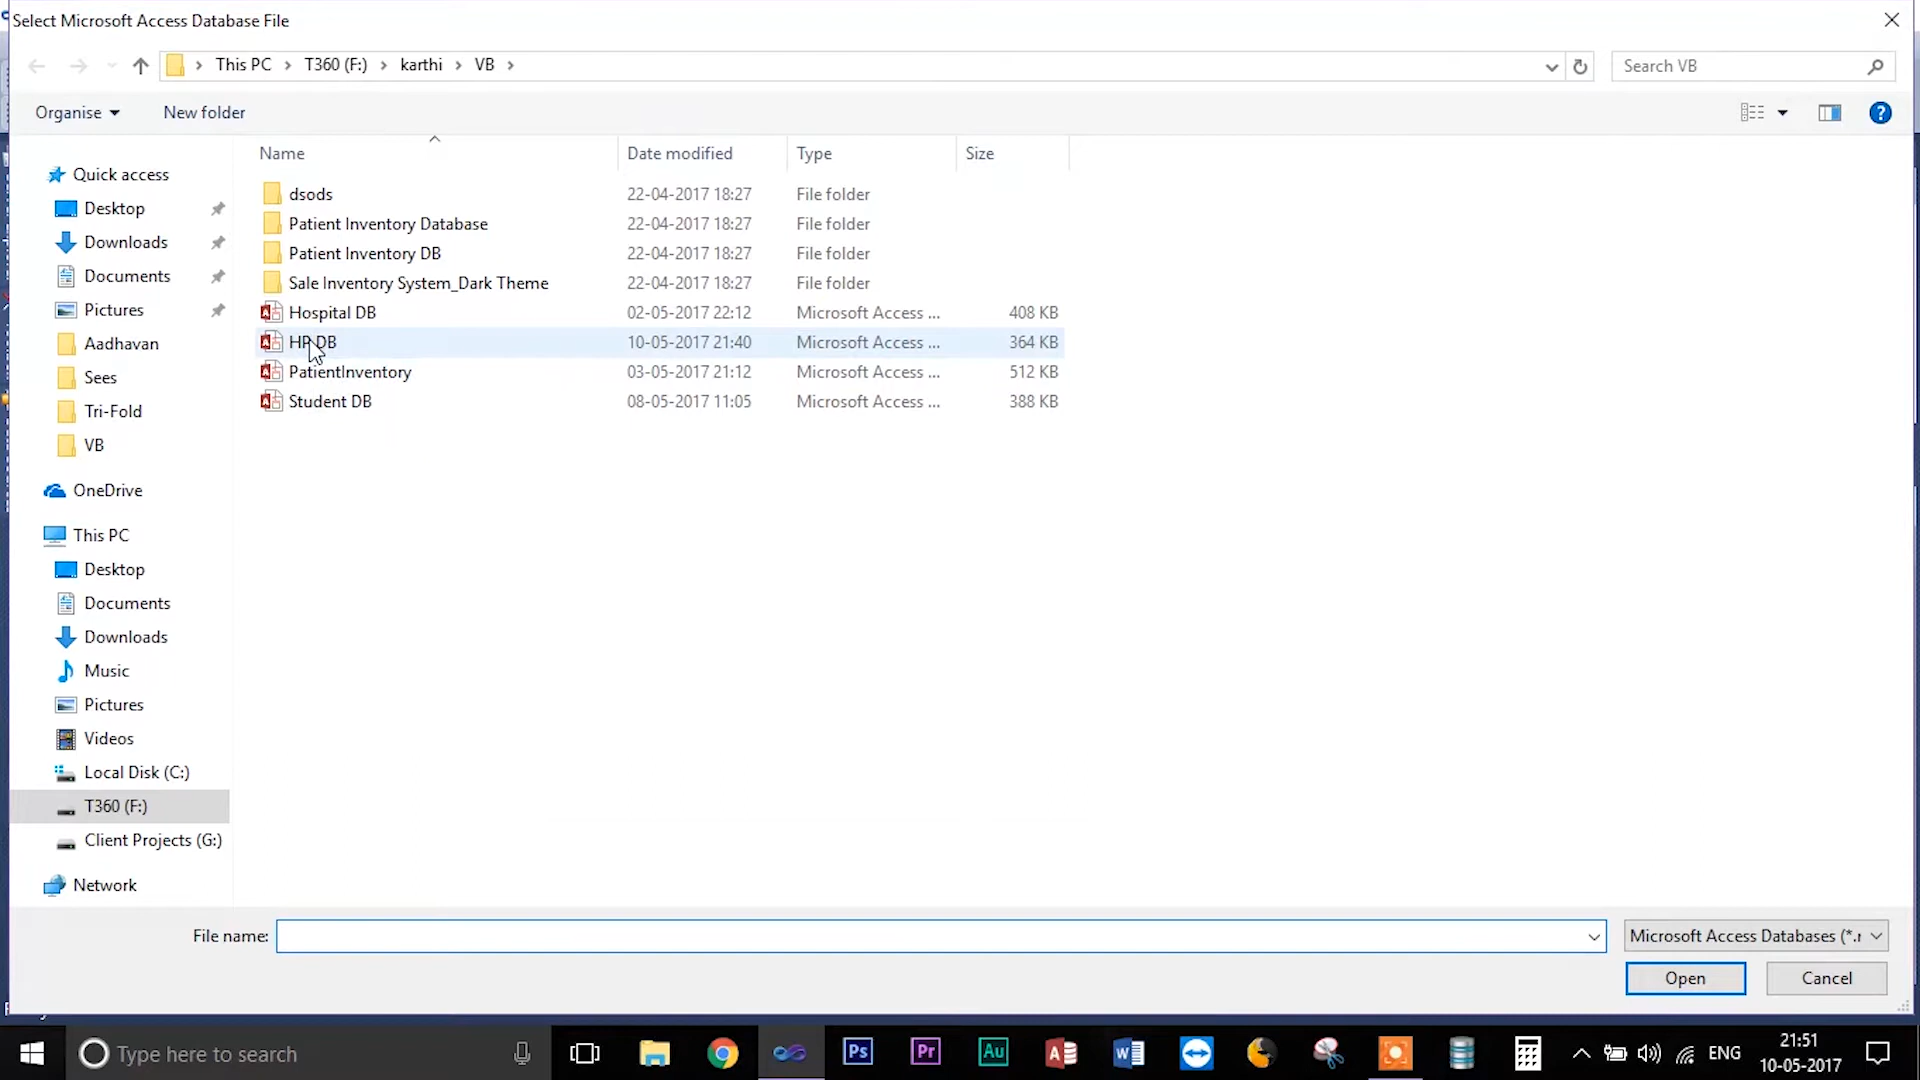 Select Microsoft Access Database File
This PC T360 (F:) karthi VB
Search VB
Organise New folder
Name Date modified Type Size
dsods 22-04-2017 18:27 File folder
Patient Inventory Database 22-04-2017 18:27 File folder
Patient Inventory DB 22-04-2017 18:27 File folder
Sale Inventory System_Dark Theme 22-04-2017 18:27 File folder
Hospital DB 02-05-2017 22:12 Microsoft Access ... 408 KB
HR DB 10-05-2017 21:40 Microsoft Access ... 364 KB
PatientInventory 03-05-2017 21:12 Microsoft Access ... 512 KB
Student DB 08-05-2017 11:05 Microsoft Access ... 388 KB
Quick access
Desktop
Downloads
Documents
Pictures
Aadhavan
Sees
Tri-Fold
VB
OneDrive
This PC
Desktop
Documents
Downloads
Music
Pictures
Videos
Local Disk (C:)
T360 (F:)
Client Projects (G:)
Network
File name:
Microsoft Access Databases (*.
Open Cancel
Type here to search
Ps
Pr
Au
ENG
21:51
10-05-2017